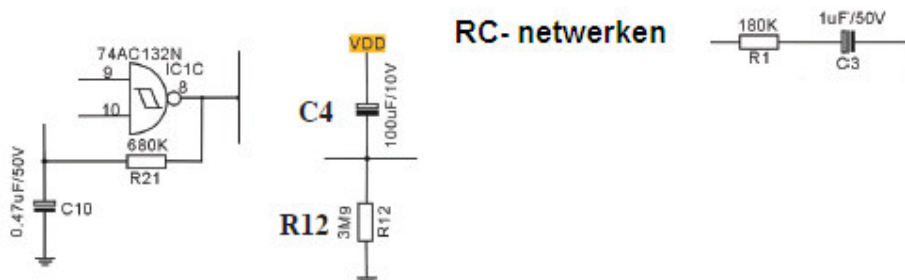 RC- netwerken
74AC132N
IC1C
9
8
10
680K
R21
0.47uF/50V
C10
VDD
C4
100uF/10V
R12
3M9
R12
180K
R1
1uF/50V
C3